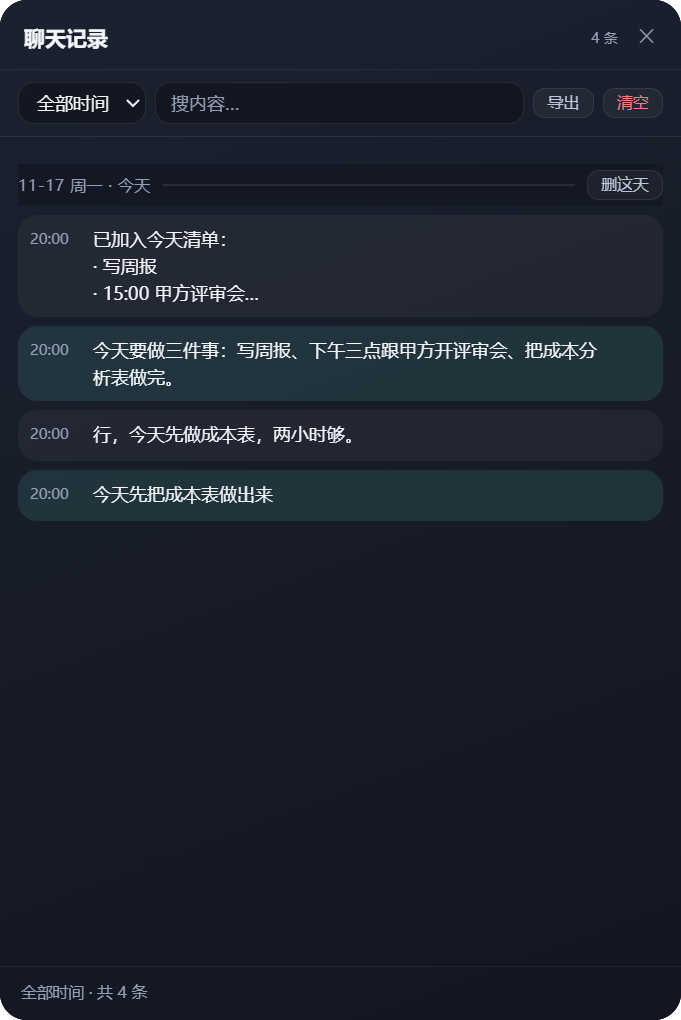 聊天记录
4 条
全部时间
搜内容...
导出
清空
11-17 周一 · 今天
删这天
20:00
已加入今天清单：
· 写周报
· 15:00 甲方评审会...
20:00
今天要做三件事：写周报、下午三点跟甲方开评审会、把成本分
析表做完。
20:00
行，今天先做成本表，两小时够。
20:00
今天先把成本表做出来
全部时间 · 共 4 条